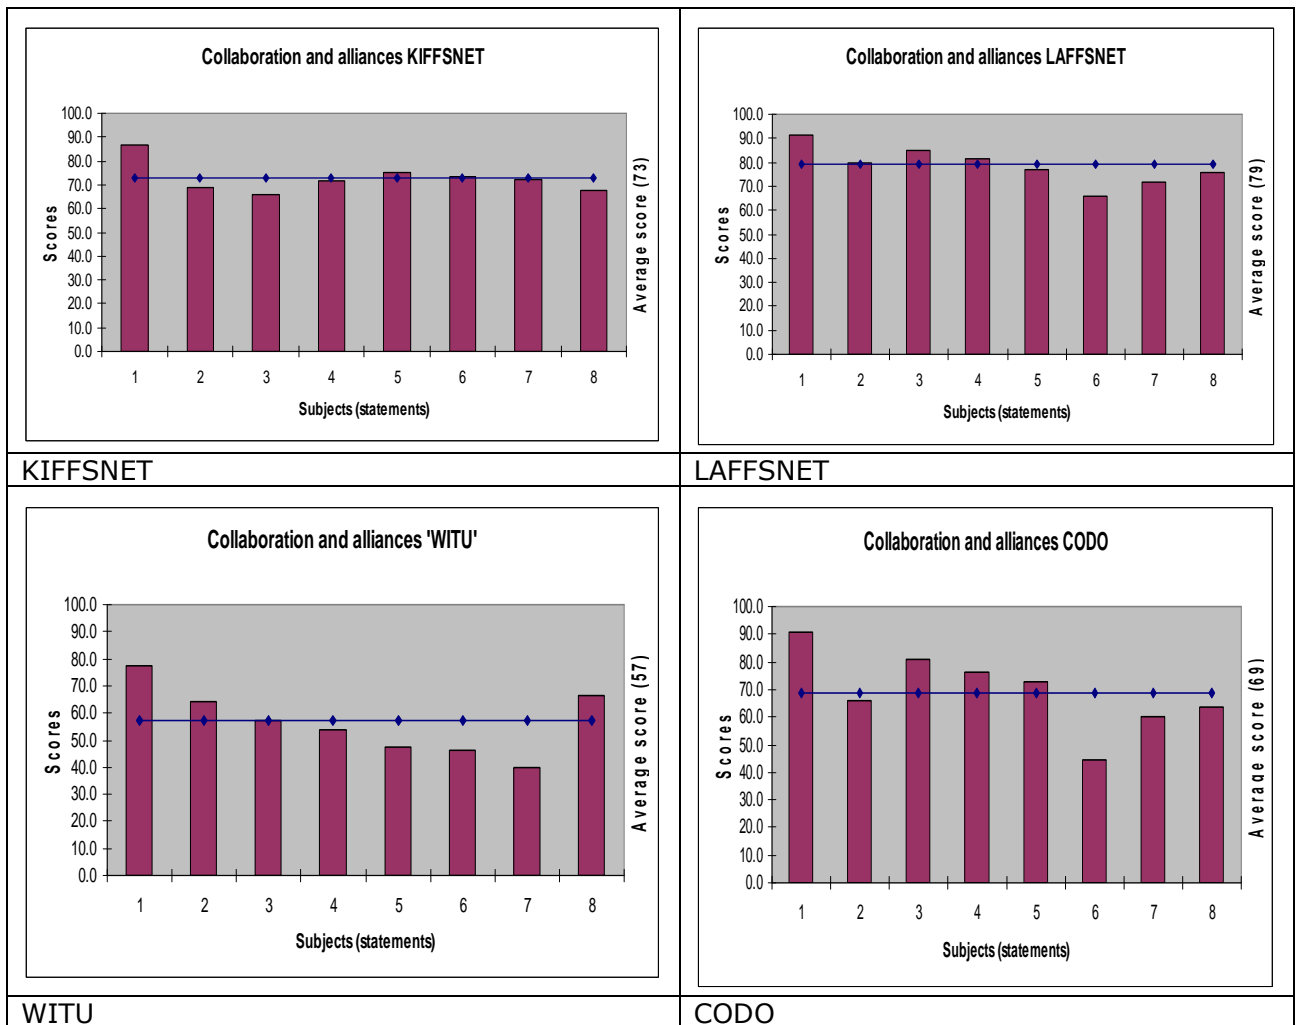 Collaboration and alliances KIFFSNET
100.0
90.0
80.0
70.0
60.0
50.0
40.0
30.0
20.0
10.0
0.0
Scores
Average score (73)
1 2 3 4 5 6 7 8
Subjects (statements)
KIFFSNET
Collaboration and alliances LAFFSNET
100.0
90.0
80.0
70.0
60.0
50.0
40.0
30.0
20.0
10.0
0.0
Scores
Average score (79)
1 2 3 4 5 6 7 8
Subjects (statements)
LAFFSNET
Collaboration and alliances 'WITU'
100.0
90.0
80.0
70.0
60.0
50.0
40.0
30.0
20.0
10.0
0.0
Scores
Average score (57)
1 2 3 4 5 6 7 8
Subjects (statements)
WITU
Collaboration and alliances CODO
100.0
90.0
80.0
70.0
60.0
50.0
40.0
30.0
20.0
10.0
0.0
Scores
Average score (69)
1 2 3 4 5 6 7 8
Subjects (statements)
CODO